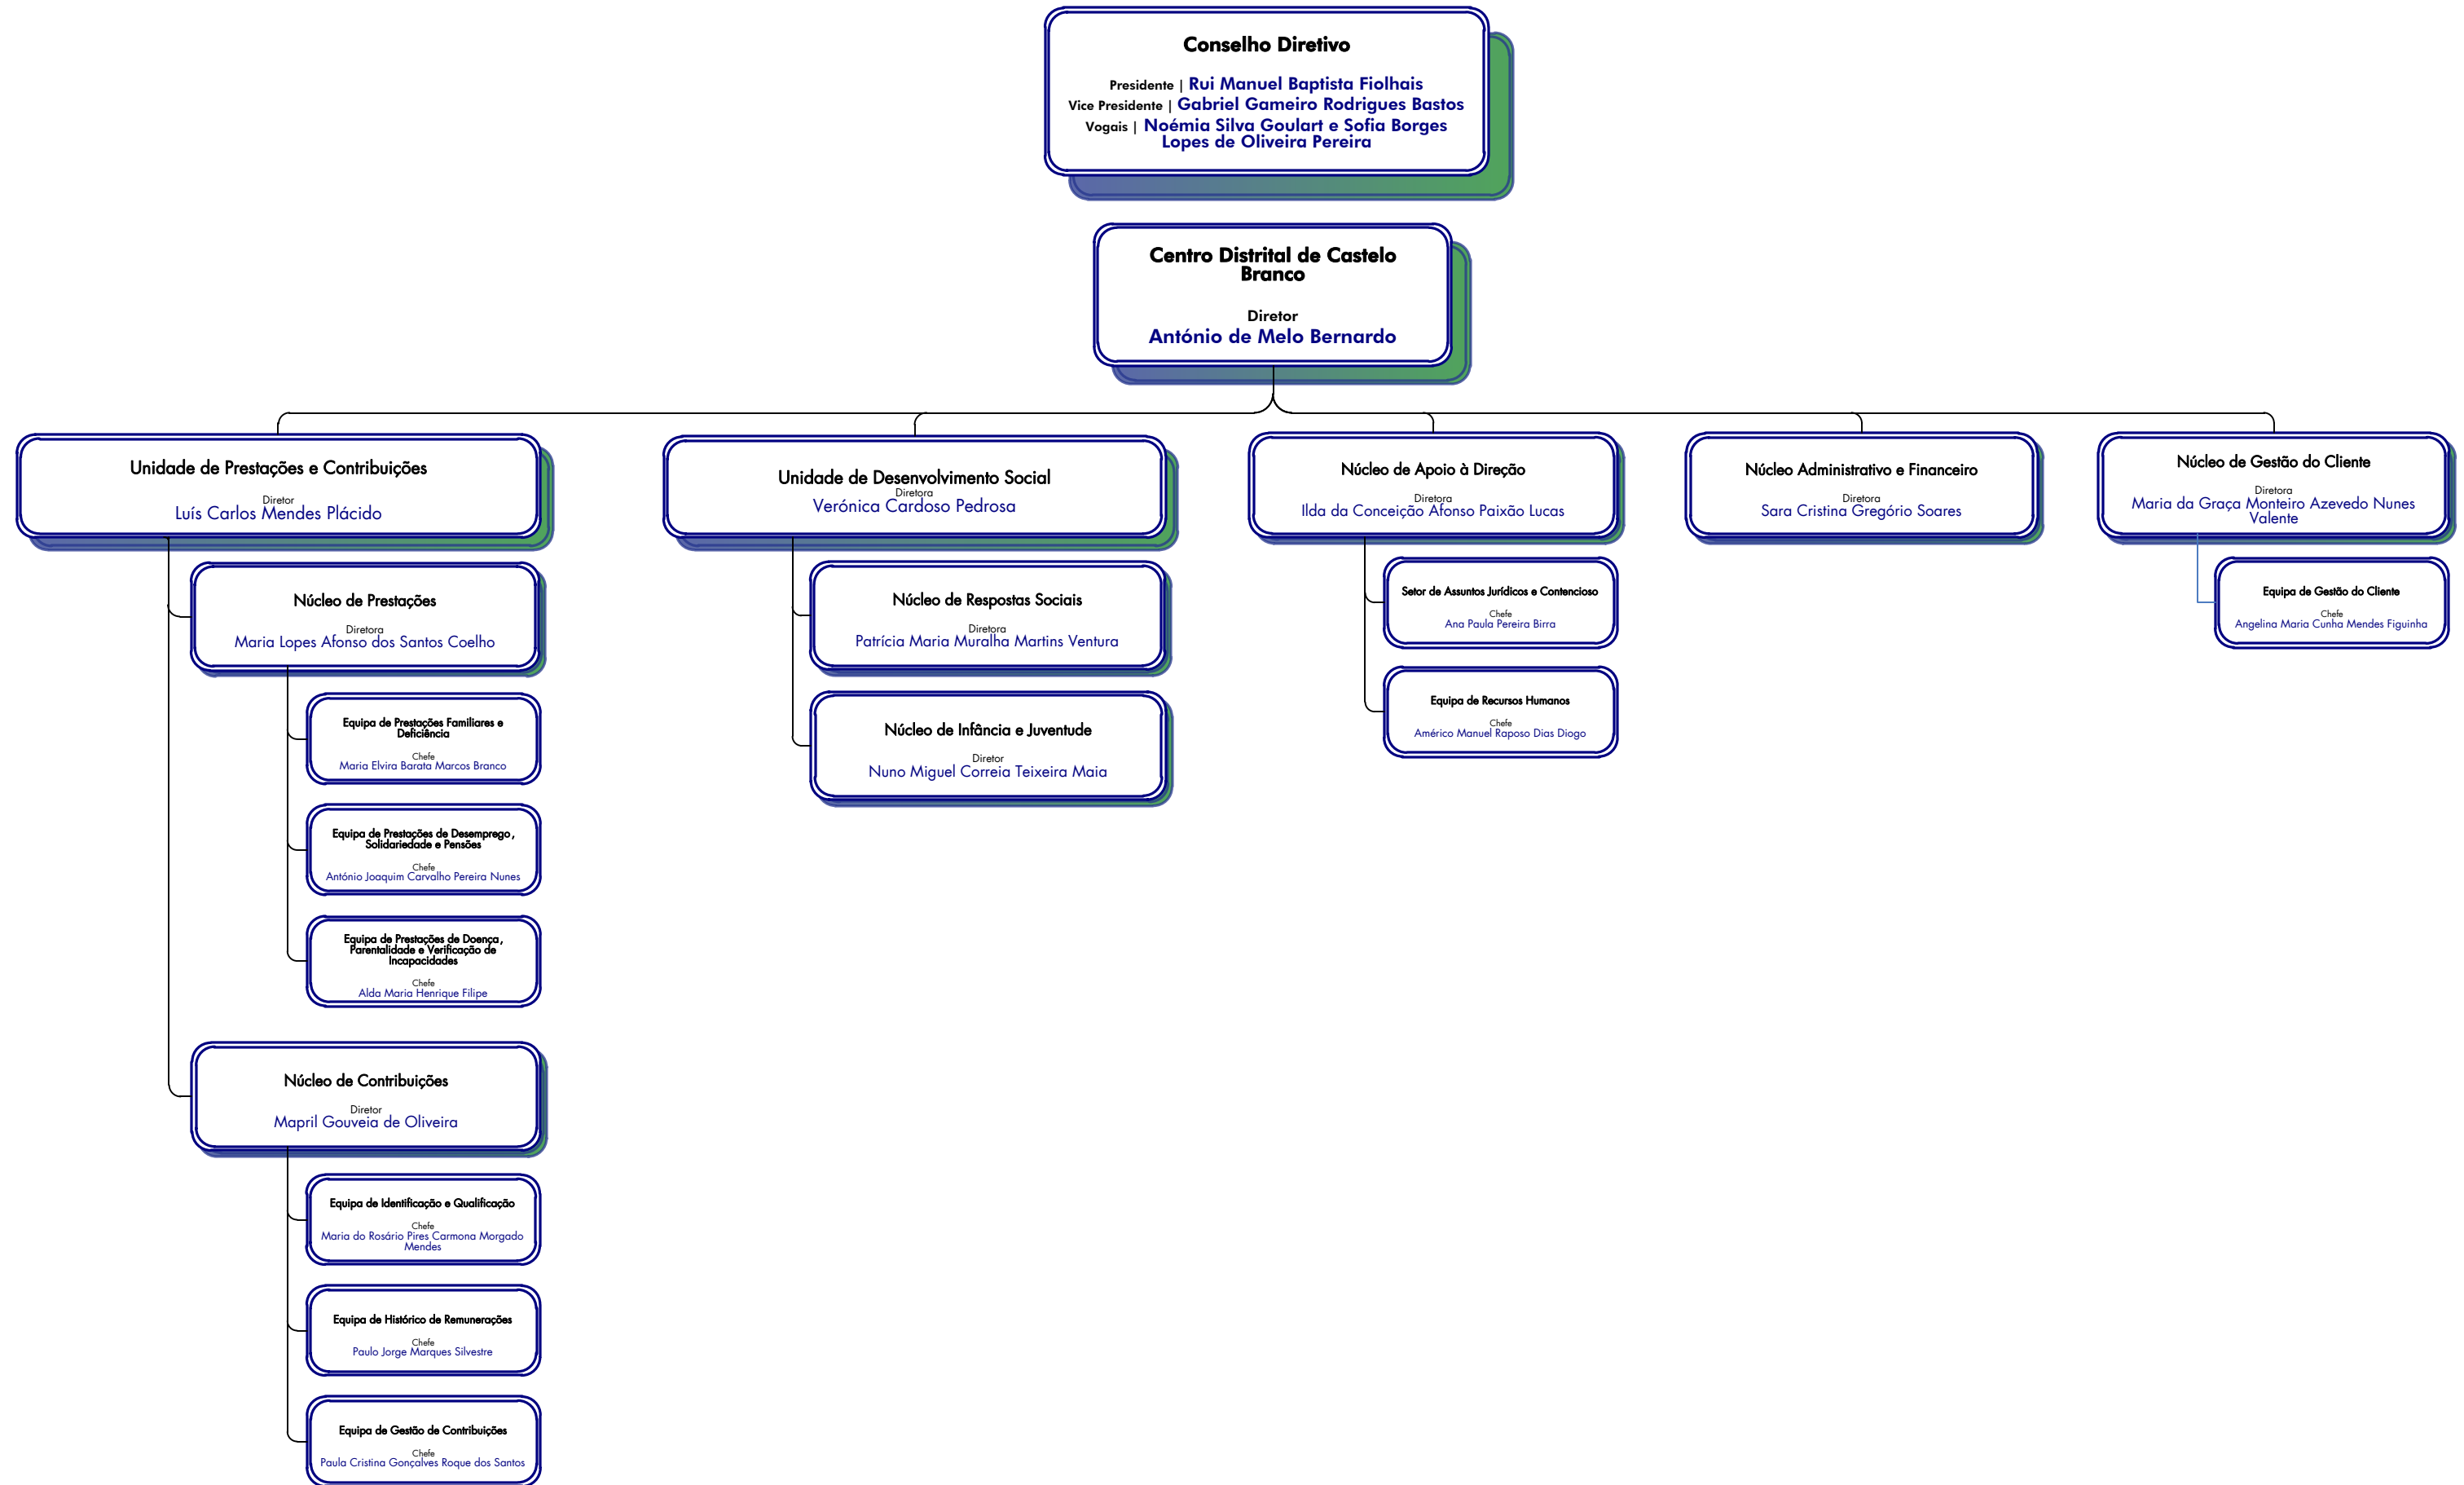 Conselho Diretivo
Presidente | Rui Manuel Baptista Fiolhais
Vice Presidente | Gabriel Gameiro Rodrigues Bastos
Vogais | Noémia Silva Goulart e Sofia Borges
Lopes de Oliveira Pereira
Centro Distrital de Castelo
Branco
Diretor
António de Melo Bernardo
Unidade de Prestações e Contribuições
Diretor
Luís Carlos Mendes Plácido
Núcleo de Prestações
Diretora
Maria Lopes Afonso dos Santos Coelho
Equipa de Prestações Familiares e
Deficiência
Chefe
Maria Elvira Barata Marcos Branco
Equipa de Prestações de Desemprego,
Solidariedade e Pensões
Chefe
António Joaquim Carvalho Pereira Nunes
Equipa de Prestações de Doença,
Parentalidade e Verificação de
Incapacidades
Chefe
Alda Maria Henrique Filipe
Núcleo de Contribuições
Diretor
Mapril Gouveia de Oliveira
Equipa de Identificação e Qualificação
Chefe
Maria do Rosário Pires Carmona Morgado
Mendes
Equipa de Histórico de Remunerações
Chefe
Paulo Jorge Marques Silvestre
Equipa de Gestão de Contribuições
Chefe
Paula Cristina Gonçalves Roque dos Santos
Unidade de Desenvolvimento Social
Diretora
Verónica Cardoso Pedrosa
Núcleo de Respostas Sociais
Diretora
Patrícia Maria Muralha Martins Ventura
Núcleo de Infância e Juventude
Diretor
Nuno Miguel Correia Teixeira Maia
Núcleo de Apoio à Direção
Diretora
Ilda da Conceição Afonso Paixão Lucas
Setor de Assuntos Jurídicos e Contencioso
Chefe
Ana Paula Pereira Birra
Equipa de Recursos Humanos
Chefe
Américo Manuel Raposo Dias Diogo
Núcleo Administrativo e Financeiro
Diretora
Sara Cristina Gregório Soares
Núcleo de Gestão do Cliente
Diretora
Maria da Graça Monteiro Azevedo Nunes
Valente
Equipa de Gestão do Cliente
Chefe
Angelina Maria Cunha Mendes Figuinha